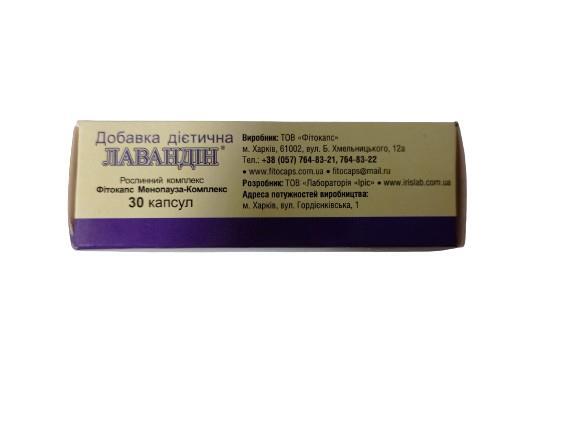 Добавка дієтична
ЛАВАНДІН®
Рослинний комплекс
Фітокапс Менопауза-Комплекс
30 капсул
Виробник: ТОВ «Фітокапс»
м. Харків, 61002, вул. Б. Хмельницького, 12а
Тел.: +38 (057) 764-83-21, 764-83-22
• www.fitocaps.com.ua • fitocaps@mail.ru
Розробник: ТОВ «Лабораторія «Іріс», • www.irislab.com.ua
Адреса потужностей виробництва:
м. Харків, вул. Гордієнківська, 1